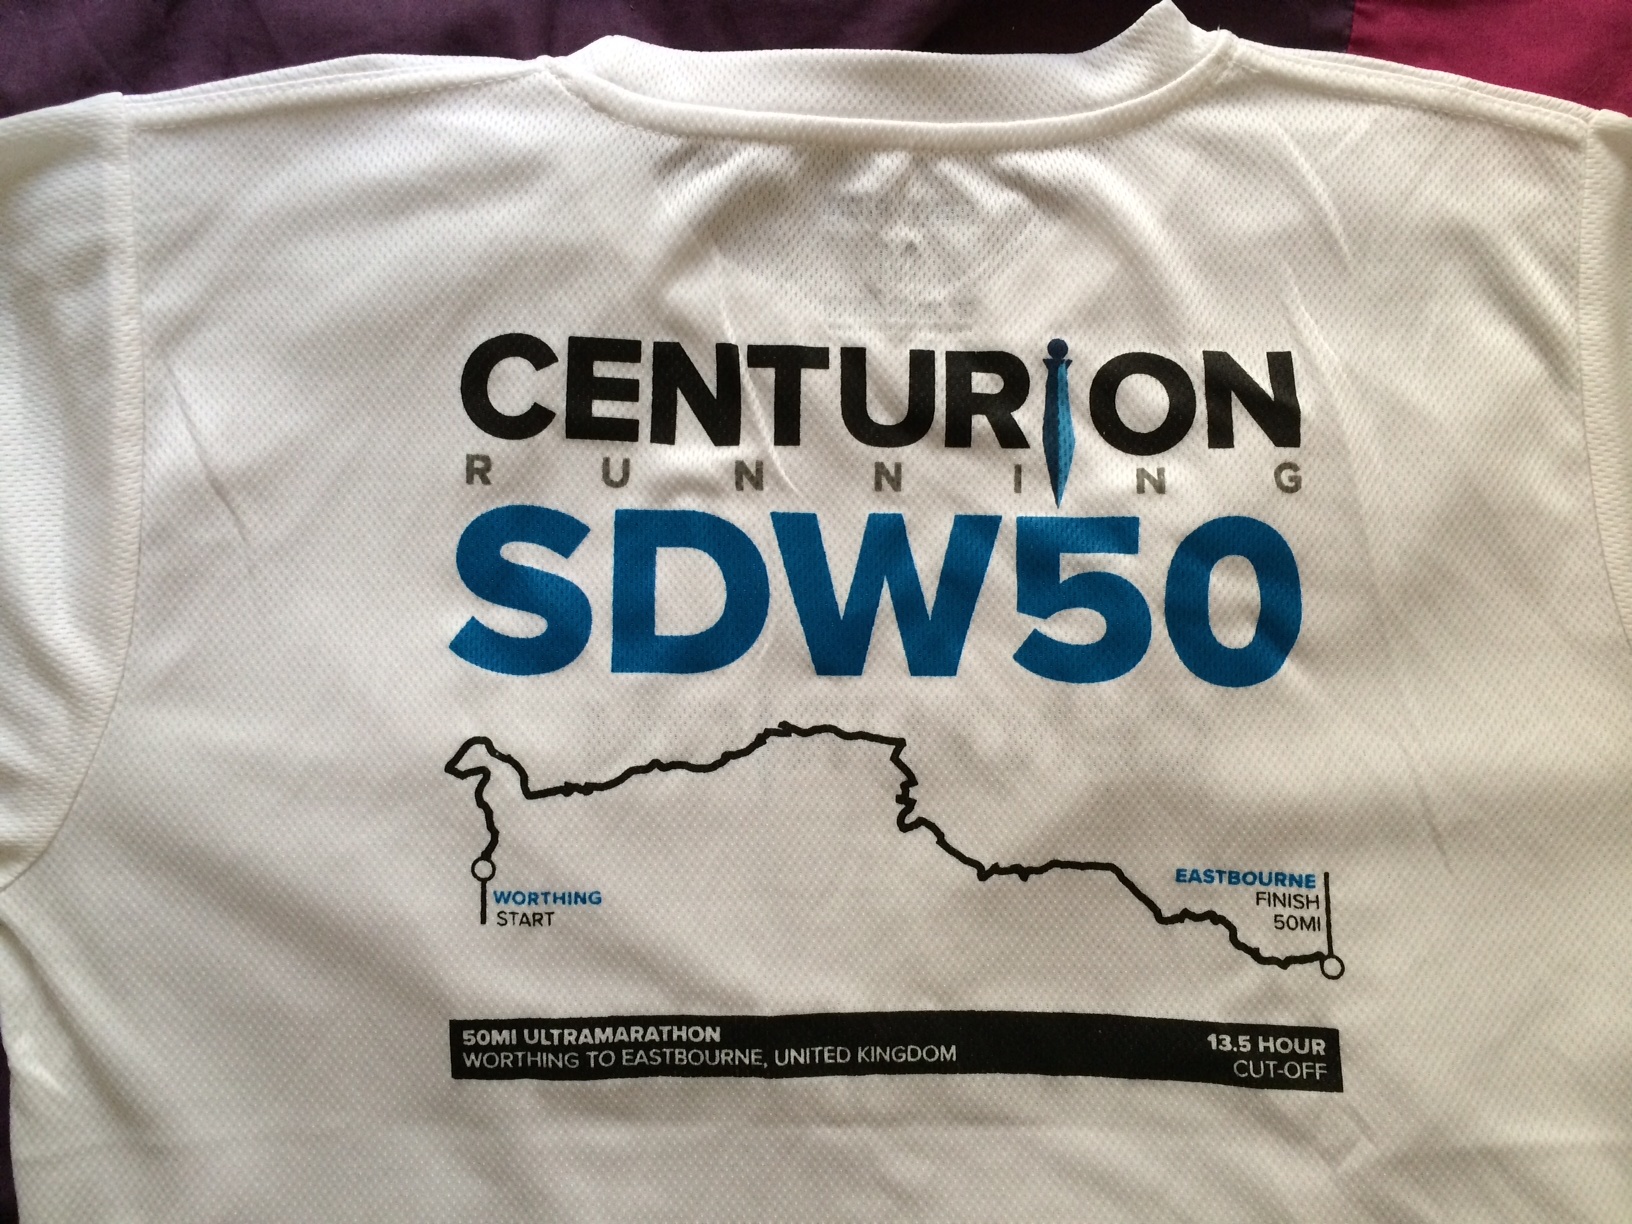 CENTURION
RUNNING
SDW50
WORTHING
START
EASTBOURNE
FINISH
50MI
50MI ULTRAMARATHON
WORTHING TO EASTBOURNE, UNITED KINGDOM
13.5 HOUR
CUT-OFF